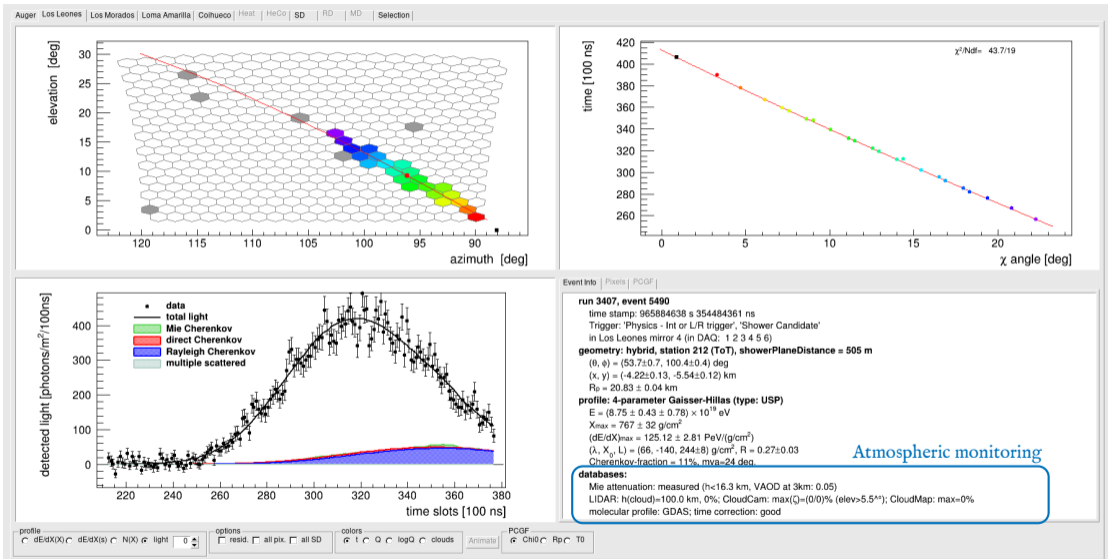 Auger Los Leones Los Morados Loma Amarilla Coihueco Heat HeCo SD RD MD Selection
elevation [deg]
30
25
20
15
10
5
0
120 115 110 105 100 95 90
azimuth [deg]
time [100 ns]
420
400
380
360
340
320
300
280
260
χ²/Ndf= 43.7/19
0 5 10 15 20
χ angle [deg]
detected light [photons/m²/100ns]
400
300
200
100
0
data
total light
Mie Cherenkov
direct Cherenkov
Rayleigh Cherenkov
multiple scattered
220 240 260 280 300 320 340 360 380
time slots [100 ns]
Event Info Pixels PCGF
run 3407, event 5490
time stamp: 965884638 s 354484361 ns
Trigger: 'Physics - Int or L/R trigger', 'Shower Candidate'
in Los Leones mirror 4 (in DAQ: 1 2 3 4 5 6)
geometry: hybrid, station 212 (ToT), showerPlaneDistance = 505 m
(θ, ϕ) = (53.7±0.7, 100.4±0.4) deg
(x, y) = (-4.22±0.13, -5.54±0.12) km
Rp = 20.83 ± 0.04 km
profile: 4-parameter Gaisser-Hillas (type: USP)
E = (8.75 ± 0.43 ± 0.78) × 10¹⁹ eV
Xmax = 767 ± 32 g/cm²
(dE/dX)max = 125.12 ± 2.81 PeV/(g/cm²)
(λ, X₀, L) = (66, -140, 244±8) g/cm², R = 0.27±0.03
Cherenkov-fraction = 11%, mva=24 deg.
Atmospheric monitoring
databases:
Mie attenuation: measured (h<16.3 km, VAOD at 3km: 0.05)
LIDAR: h(cloud)=100.0 km, 0%; CloudCam: max(ζ)=(0/0)% (elev>5.5^°); CloudMap: max=0%
molecular profile: GDAS; time correction: good
profile options colors PCGF
dE/dX(X) dE/dX(s) N(X) light 0 resid. all pix. all SD t Q logQ clouds Animate Chi0 Rp T0